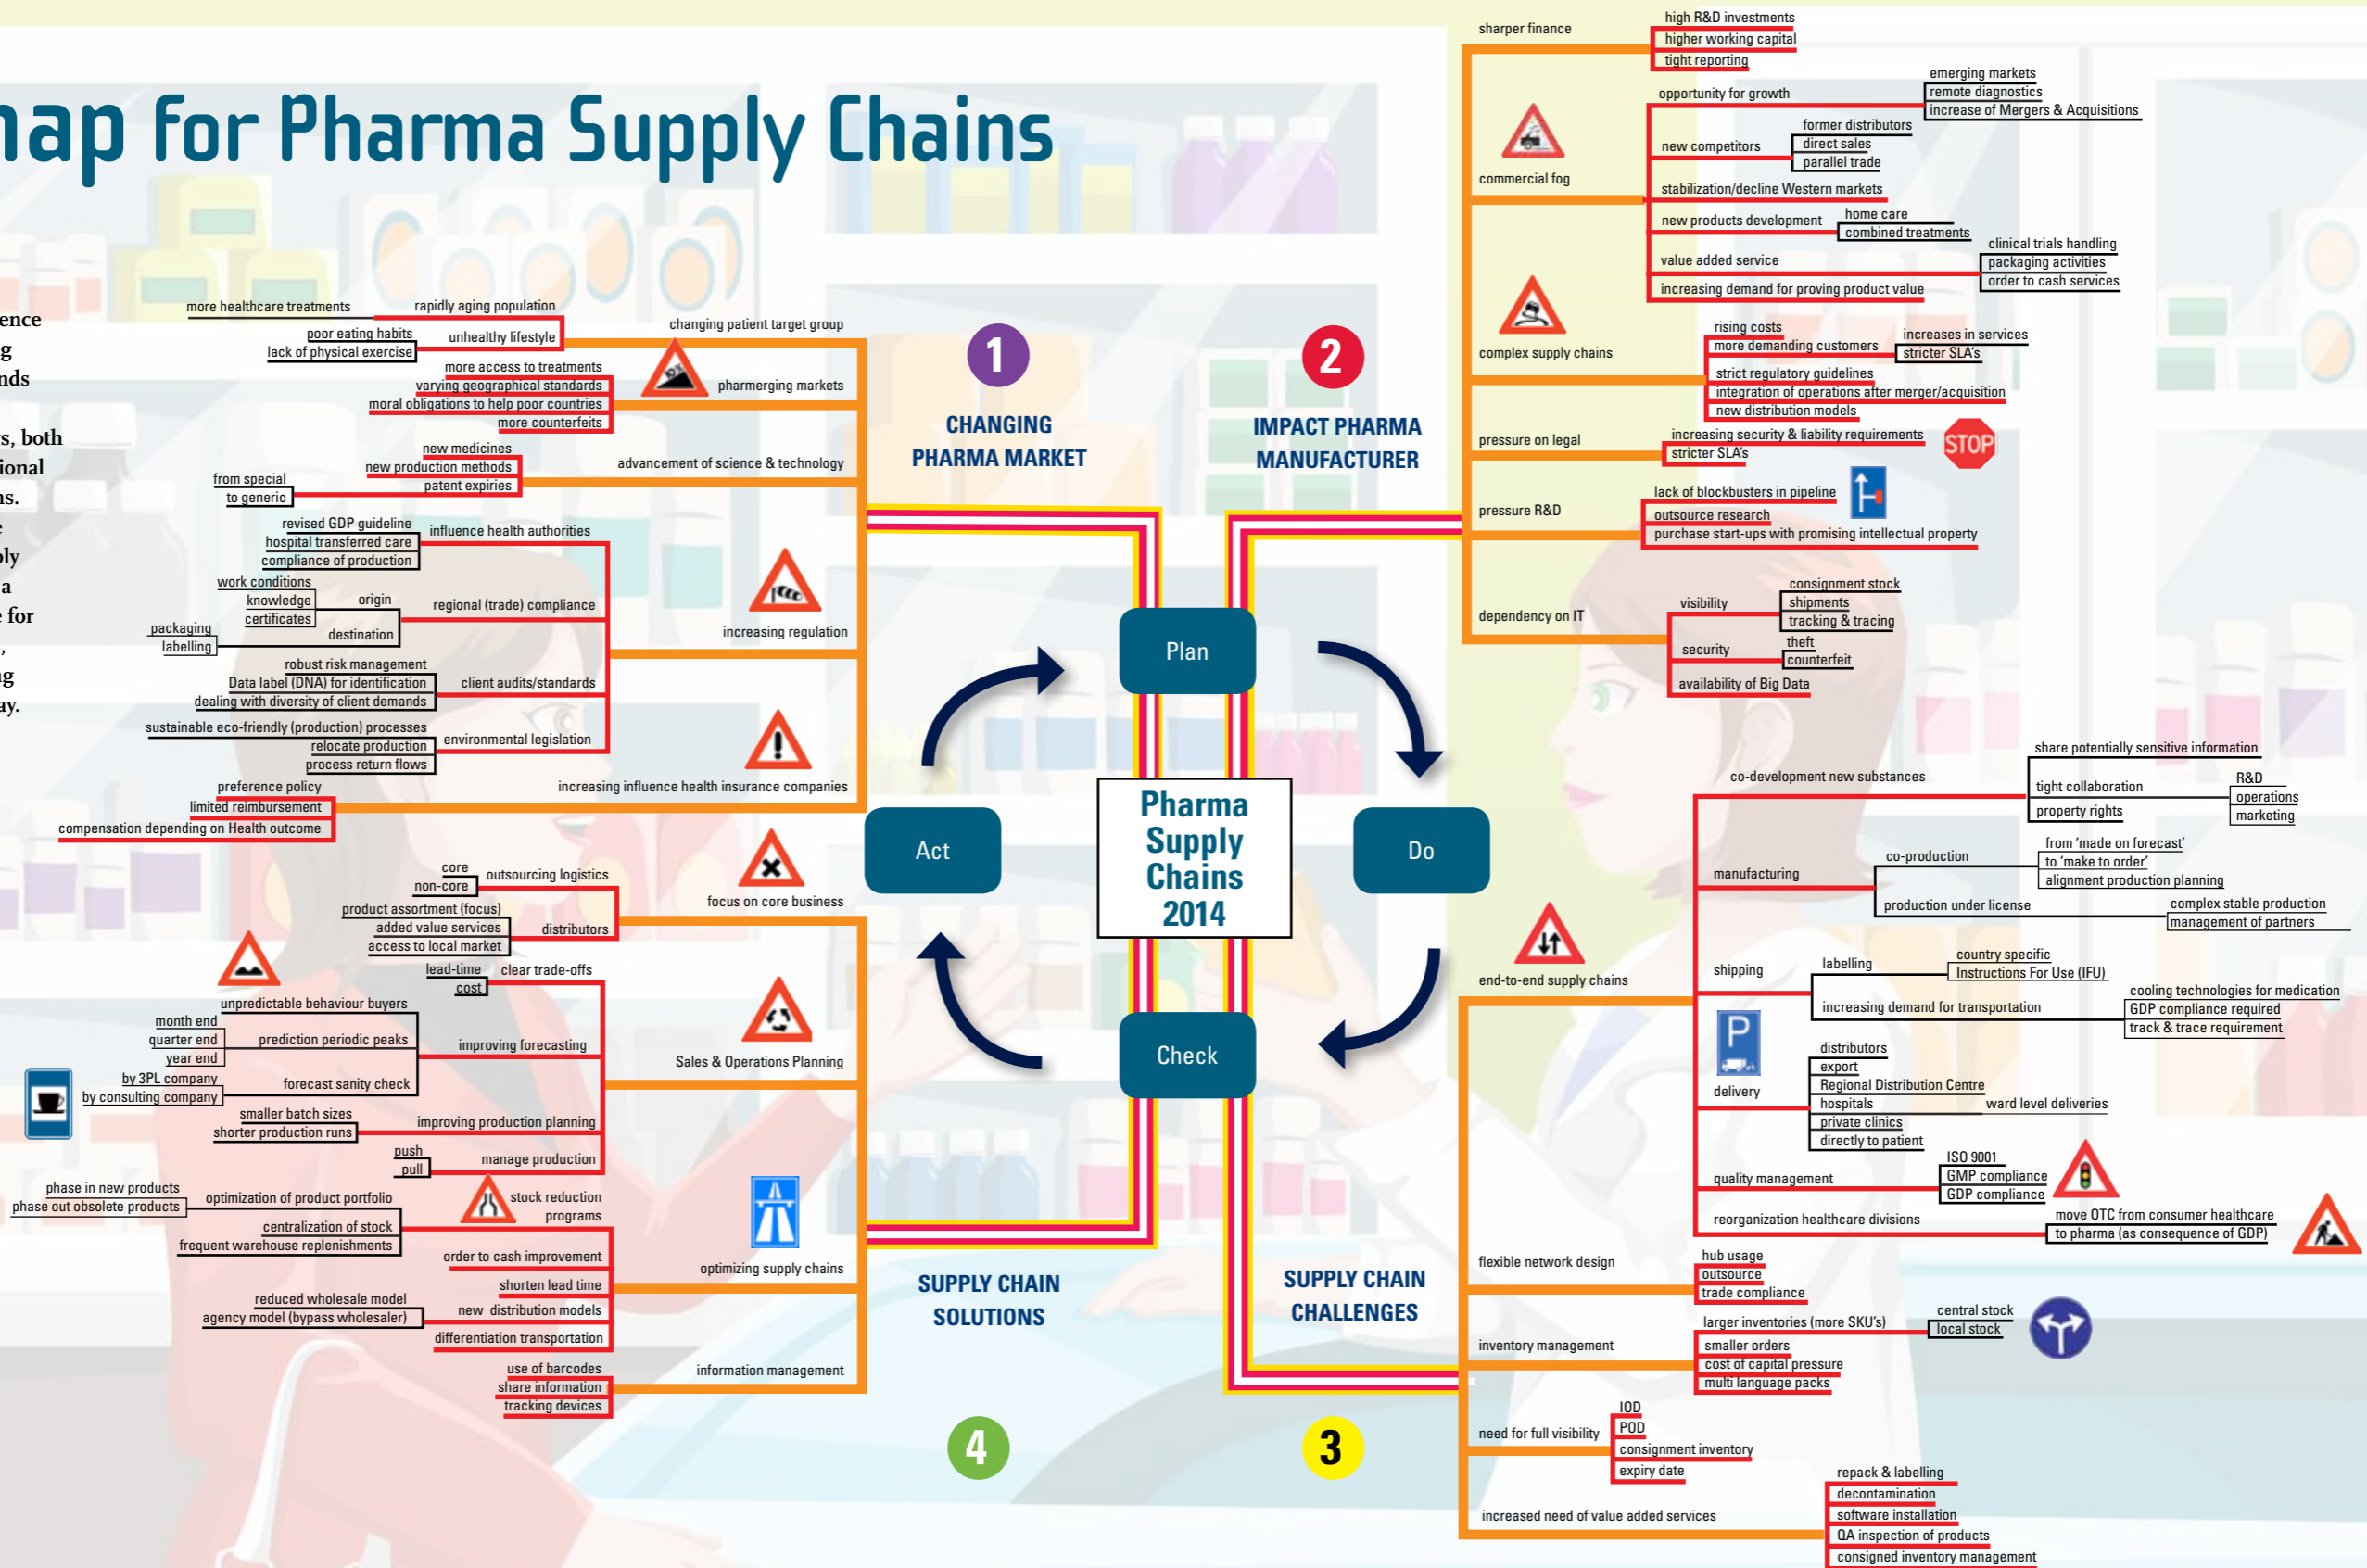 map for Pharma Supply Chains
ence
g
nds
s, both
ional
ns.
e
ply
a
e for
,
ng
ay.
1
CHANGING
PHARMA MARKET
changing patient target group
rapidly aging population
more healthcare treatments
unhealthy lifestyle
poor eating habits
lack of physical exercise
10%
pharmerging markets
more access to treatments
varying geographical standards
moral obligations to help poor countries
more counterfeits
advancement of science & technology
new medicines
new production methods
patent expiries
from special
to generic
increasing regulation
influence health authorities
revised GDP guideline
hospital transferred care
compliance of production
regional (trade) compliance
origin
work conditions
knowledge
certificates
destination
packaging
labelling
client audits/standards
robust risk management
Data label (DNA) for identification
dealing with diversity of client demands
environmental legislation
sustainable eco-friendly (production) processes
relocate production
process return flows
increasing influence health insurance companies
preference policy
limited reimbursement
compensation depending on Health outcome
2
IMPACT PHARMA
MANUFACTURER
sharper finance
high R&D investments
higher working capital
tight reporting
commercial fog
opportunity for growth
emerging markets
remote diagnostics
increase of Mergers & Acquisitions
new competitors
former distributors
direct sales
parallel trade
stabilization/decline Western markets
new products development
home care
combined treatments
value added service
clinical trials handling
packaging activities
order to cash services
increasing demand for proving product value
complex supply chains
rising costs
more demanding customers
increases in services
stricter SLA's
strict regulatory guidelines
integration of operations after merger/acquisition
new distribution models
pressure on legal
increasing security & liability requirements
stricter SLA's
STOP
pressure R&D
lack of blockbusters in pipeline
outsource research
purchase start-ups with promising intellectual property
dependency on IT
visibility
consignment stock
shipments
tracking & tracing
security
theft
counterfeit
availability of Big Data
Plan
Do
Check
Act
Pharma
Supply
Chains
2014
3
SUPPLY CHAIN
CHALLENGES
end-to-end supply chains
co-development new substances
share potentially sensitive information
tight collaboration
R&D
operations
marketing
property rights
manufacturing
co-production
from ‘made on forecast’
to ‘make to order’
alignment production planning
production under license
complex stable production
management of partners
shipping
labelling
country specific
Instructions For Use (IFU)
increasing demand for transportation
cooling technologies for medication
GDP compliance required
track & trace requirement
P
delivery
distributors
export
Regional Distribution Centre
hospitals
ward level deliveries
private clinics
directly to patient
quality management
ISO 9001
GMP compliance
GDP compliance
reorganization healthcare divisions
move OTC from consumer healthcare
to pharma (as consequence of GDP)
flexible network design
hub usage
outsource
trade compliance
inventory management
larger inventories (more SKU's)
central stock
local stock
smaller orders
cost of capital pressure
multi language packs
need for full visibility
IOD
POD
consignment inventory
expiry date
increased need of value added services
repack & labelling
decontamination
software installation
QA inspection of products
consigned inventory management
4
SUPPLY CHAIN
SOLUTIONS
focus on core business
outsourcing logistics
core
non-core
distributors
product assortment (focus)
added value services
access to local market
Sales & Operations Planning
clear trade-offs
lead-time
cost
improving forecasting
unpredictable behaviour buyers
prediction periodic peaks
month end
quarter end
year end
forecast sanity check
by 3PL company
by consulting company
improving production planning
smaller batch sizes
shorter production runs
manage production
push
pull
optimizing supply chains
stock reduction
programs
optimization of product portfolio
phase in new products
phase out obsolete products
centralization of stock
frequent warehouse replenishments
order to cash improvement
shorten lead time
new distribution models
reduced wholesale model
agency model (bypass wholesaler)
differentiation transportation
information management
use of barcodes
share information
tracking devices